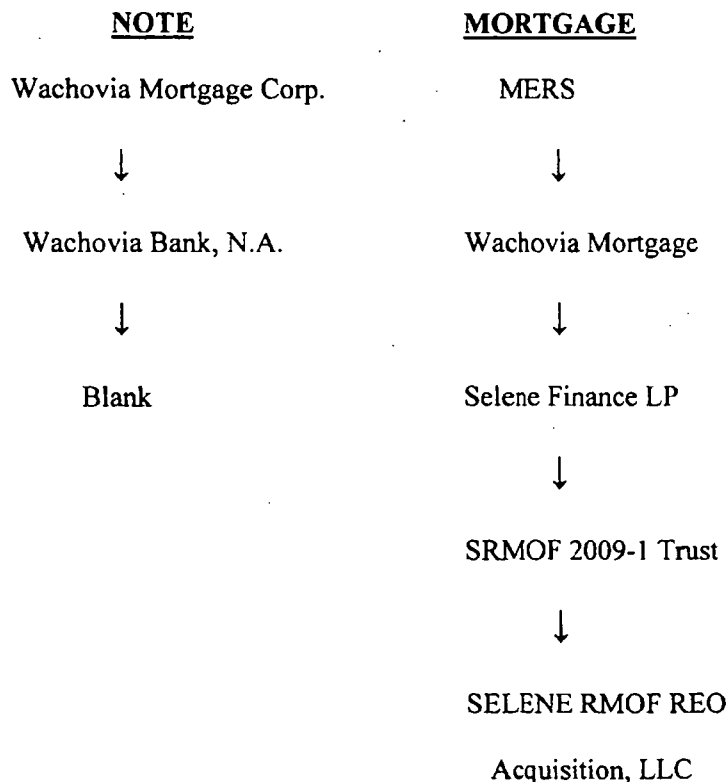 NOTE MORTGAGE
Wachovia Mortgage Corp. MERS
↓ ↓
Wachovia Bank, N.A. Wachovia Mortgage
↓ ↓
Blank Selene Finance LP
↓
SRMOF 2009-1 Trust
↓
SELENE RMOF REO
Acquisition, LLC